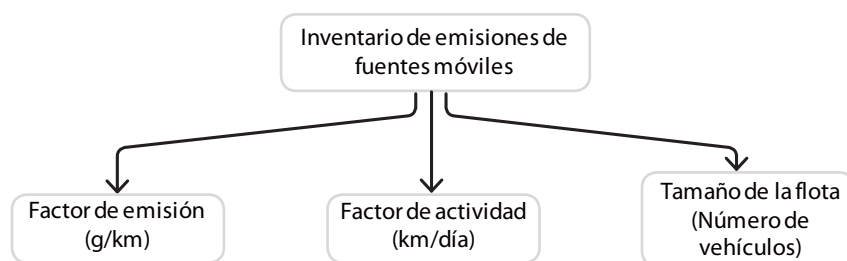 Inventario de emisiones de
fuentes móviles
Factor de emisión
(g/km)
Factor de actividad
(km/día)
Tamaño de la flota
(Número de
vehículos)